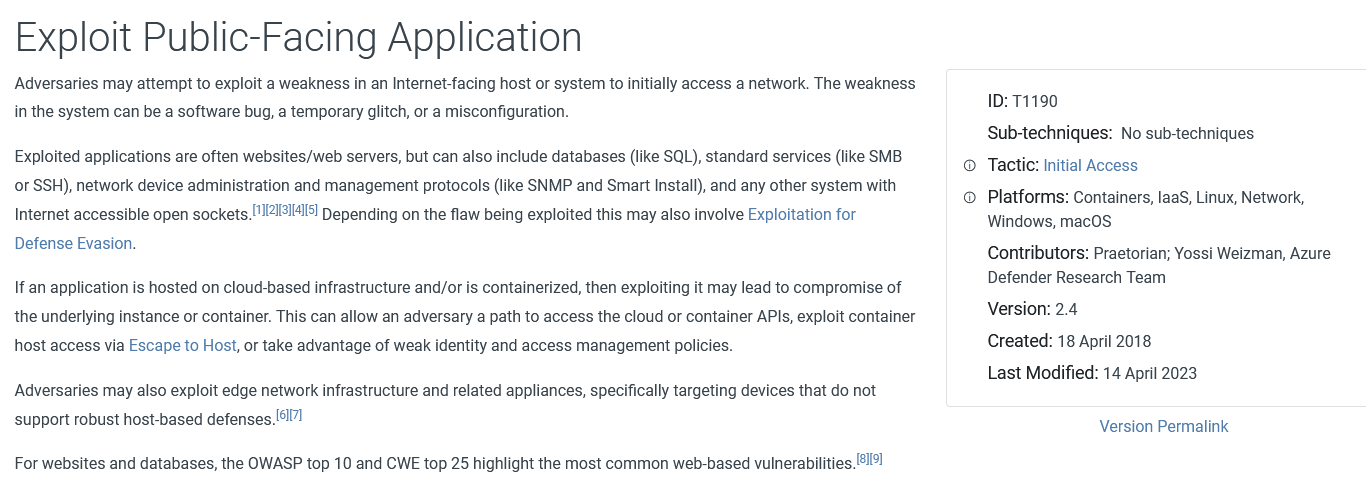 Exploit Public-Facing Application
Adversaries may attempt to exploit a weakness in an Internet-facing host or system to initially access a network. The weakness
in the system can be a software bug, a temporary glitch, or a misconfiguration.
Exploited applications are often websites/web servers, but can also include databases (like SQL), standard services (like SMB
or SSH), network device administration and management protocols (like SNMP and Smart Install), and any other system with
Internet accessible open sockets.[1][2][3][4][5] Depending on the flaw being exploited this may also involve Exploitation for
Defense Evasion.
If an application is hosted on cloud-based infrastructure and/or is containerized, then exploiting it may lead to compromise of
the underlying instance or container. This can allow an adversary a path to access the cloud or container APIs, exploit container
host access via Escape to Host, or take advantage of weak identity and access management policies.
Adversaries may also exploit edge network infrastructure and related appliances, specifically targeting devices that do not
support robust host-based defenses.[6][7]
For websites and databases, the OWASP top 10 and CWE top 25 highlight the most common web-based vulnerabilities.[8][9]
ID: T1190
Sub-techniques: No sub-techniques
Tactic: Initial Access
Platforms: Containers, IaaS, Linux, Network,
Windows, macOS
Contributors: Praetorian; Yossi Weizman, Azure
Defender Research Team
Version: 2.4
Created: 18 April 2018
Last Modified: 14 April 2023
Version Permalink